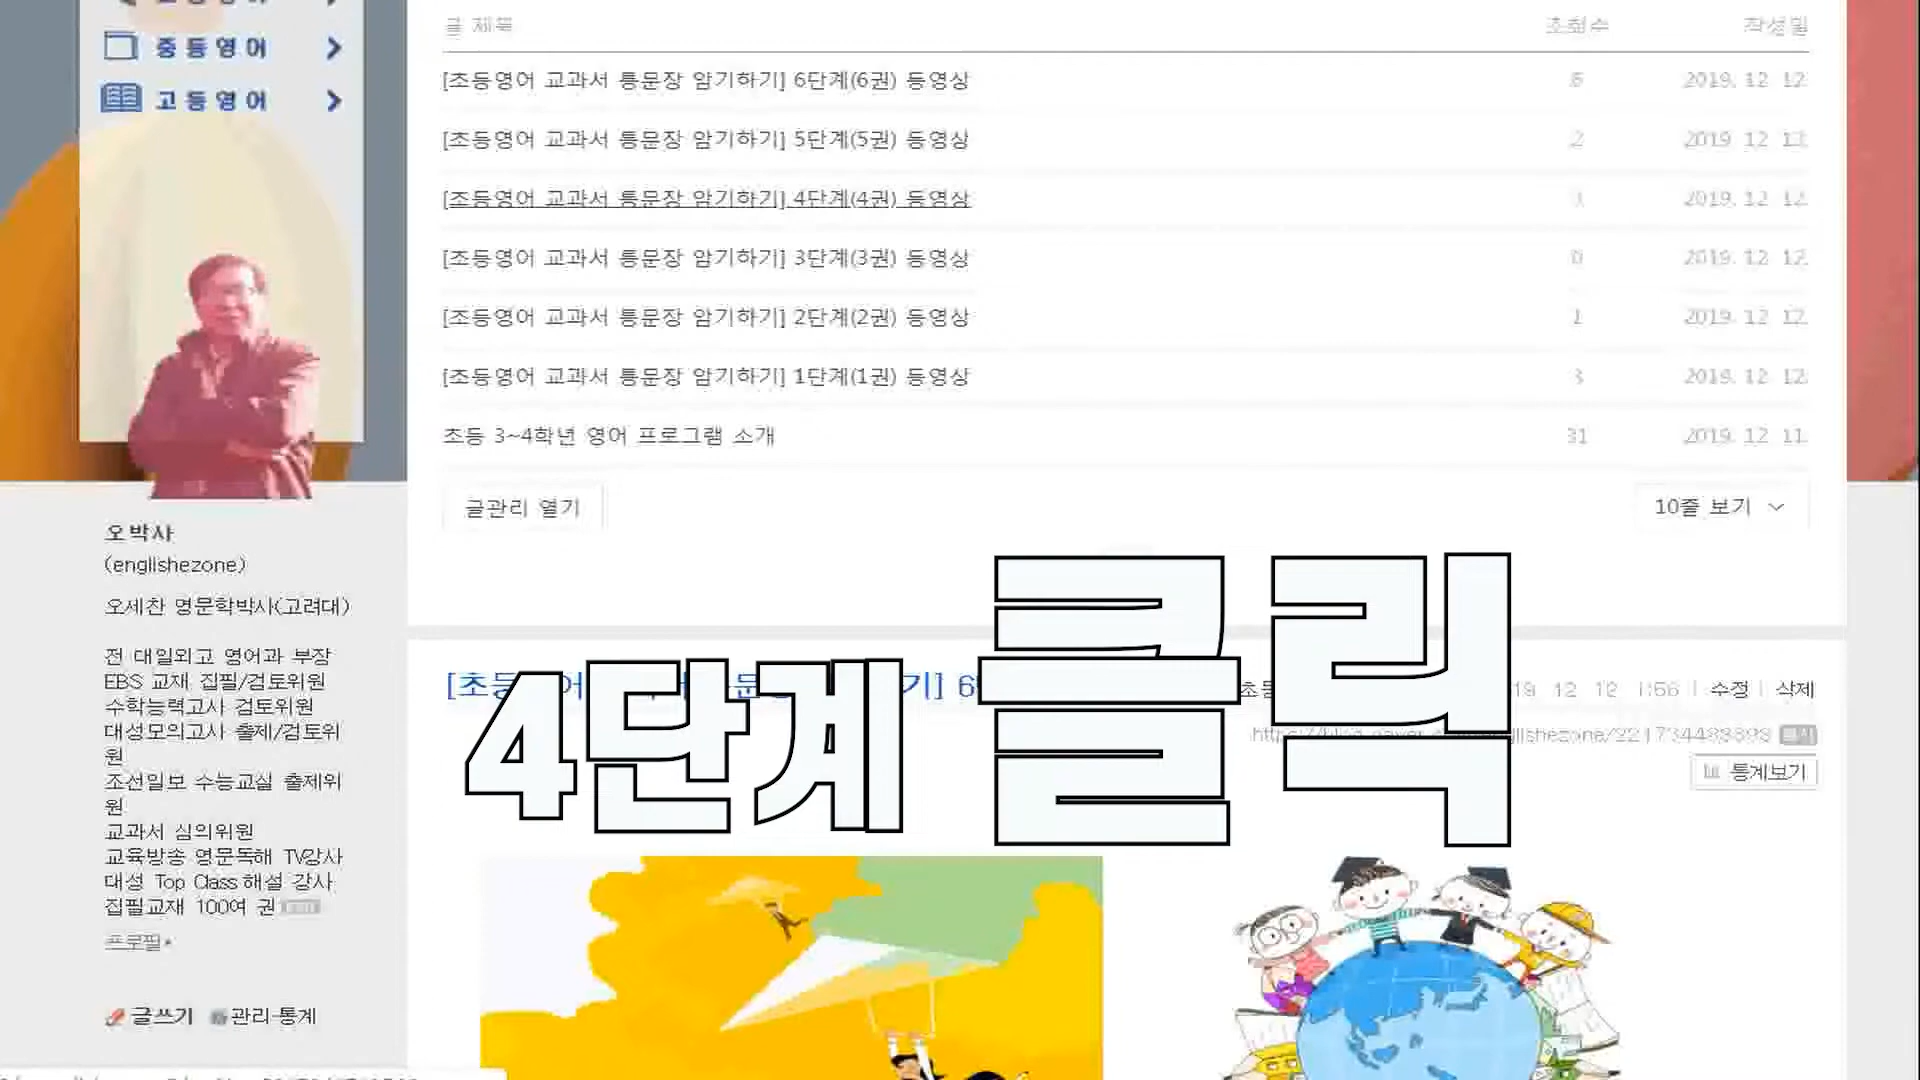 중등영어
고등영어
글 제목 조회수 작성일
[초등영어 교과서 통문장 암기하기] 6단계(6권) 동영상 6 2019. 12. 12.
[초등영어 교과서 통문장 암기하기] 5단계(5권) 동영상 2 2019. 12. 12.
[초등영어 교과서 통문장 암기하기] 4단계(4권) 동영상 2019. 12. 12.
[초등영어 교과서 통문장 암기하기] 3단계(3권) 동영상 0 2019. 12. 12.
[초등영어 교과서 통문장 암기하기] 2단계(2권) 동영상 1 2019. 12. 12.
[초등영어 교과서 통문장 암기하기] 1단계(1권) 동영상 3 2019. 12. 12.
초등 3~4학년 영어 프로그램 소개 31 2019. 12. 11.
글관리 열기
10줄 보기
오박사
(englishezone)
오세찬 영문학박사(고려대)
전 대일외고 영어과 부장
EBS 교재 집필/검토위원
수학능력고사 검토위원
대성모의고사 출제/검토위
원
조선일보 수능교실 출제위
원
교과서 심의위원
교육방송 영문독해 TV강사
대성 Top Class 해설 강사
집필교재 100여 권
프로필
글쓰기 관리·통계
4단계 클릭
12. 12. 1:56 | 수정 | 삭제
통계보기